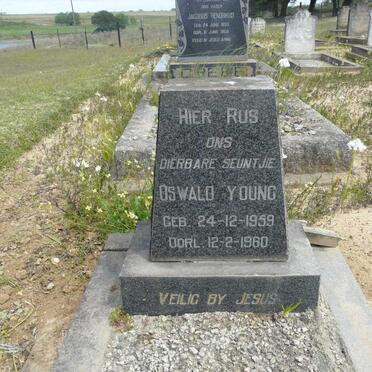 JACOBUS HENDRIKUS
HIER RUS
ONS
DIERBARE SEUNTJIE
OSWALD YOUNG
GEB. 24-12-1959
OORL. 12-2-1960
VEILIG BY JESUS